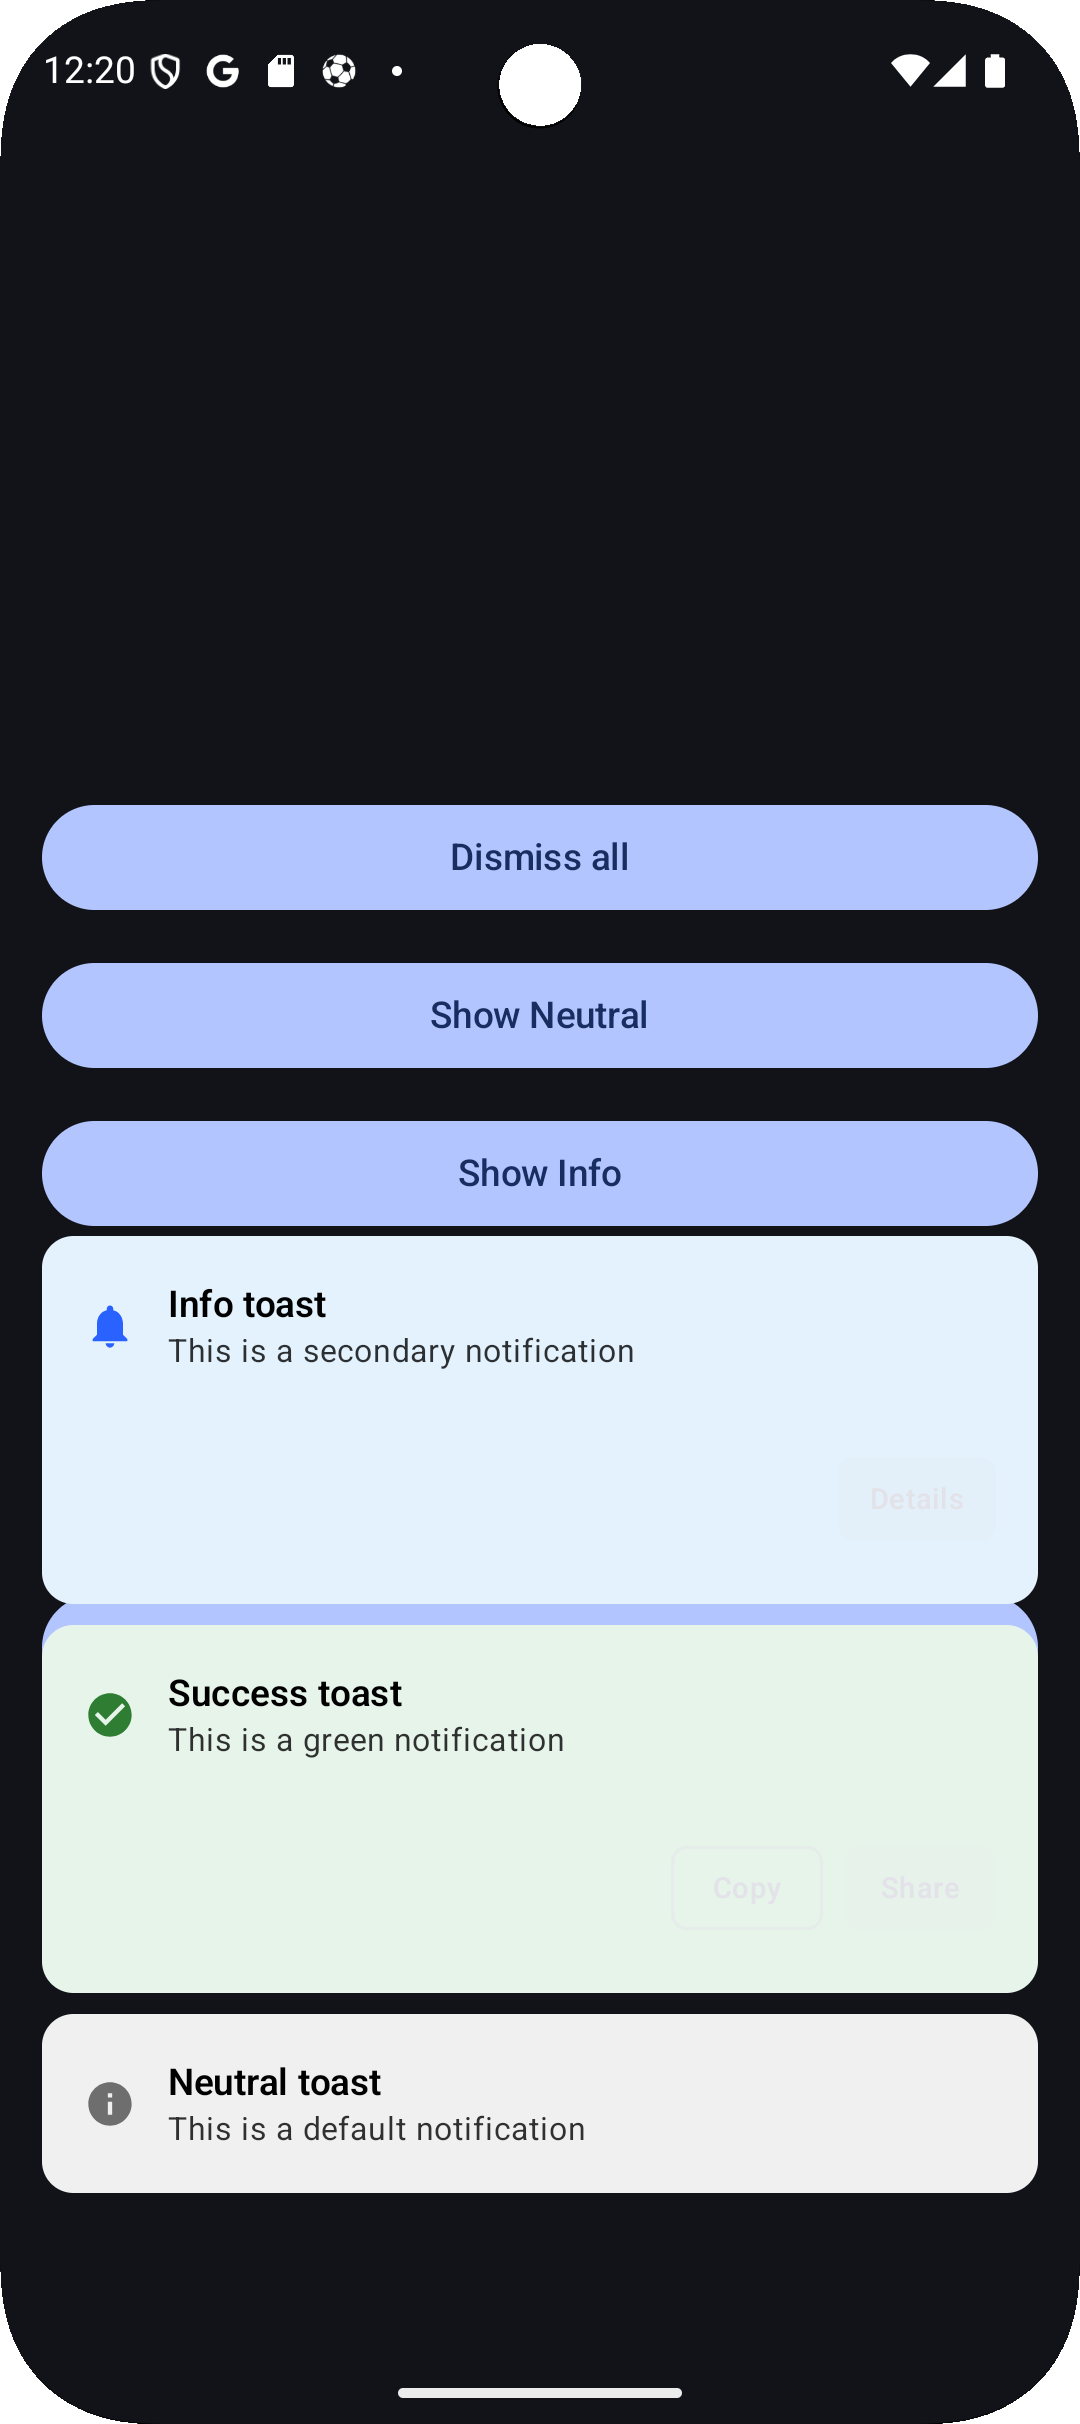 12:20
Dismiss all
Show Neutral
Show Info
Info toast
This is a secondary notification
Details
Success toast
This is a green notification
Copy Share
Neutral toast
This is a default notification